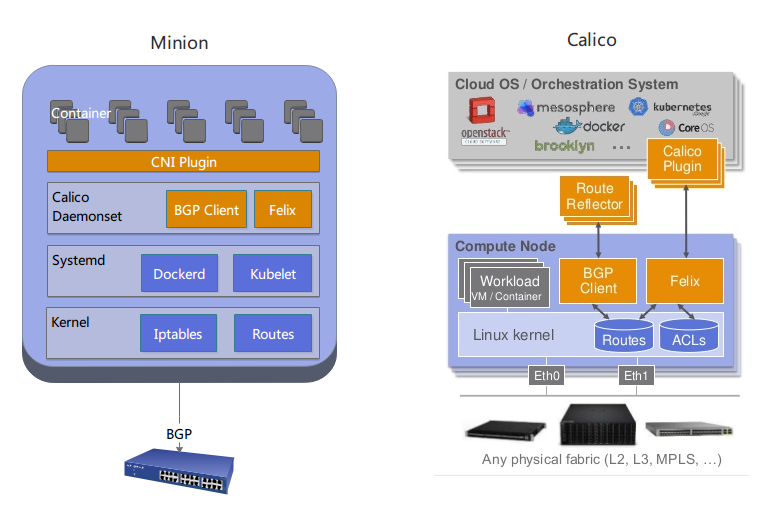 Minion
Container
CNI Plugin
Calico
Daemonset
BGP Client
Felix
Systemd
Dockerd
Kubelet
Kernel
Iptables
Routes
BGP
Calico
Cloud OS / Orchestration System
openstack
CLOUD SOFTWARE
mesosphere
kubernetes
docker
CoreOS
brooklyn
...
Calico
Plugin
Route
Reflector
Compute Node
Workload
VM / Container
BGP
Client
Felix
Linux kernel
Routes
ACLs
Eth0
Eth1
Any physical fabric (L2, L3, MPLS, …)